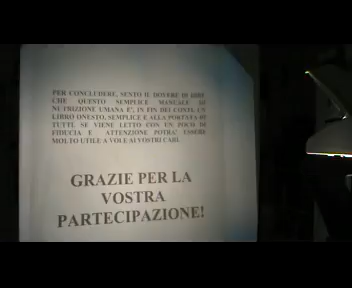 PER CONCLUDERE, SENTO IL DOVERE DI DIRE
CHE QUESTO SEMPLICE MANUALE DI
NUTRIZIONE UMANA E', IN FIN DEI CONTI, UN
LIBRO ONESTO, SEMPLICE E ALLA PORTATA DI
TUTTI. SE VIENE LETTO CON UN POCO DI
FIDUCIA E ATTENZIONE POTRA' ESSERE
MOLTO UTILE A VOI E AI VOSTRI CARI.
GRAZIE PER LA
VOSTRA
PARTECIPAZIONE!